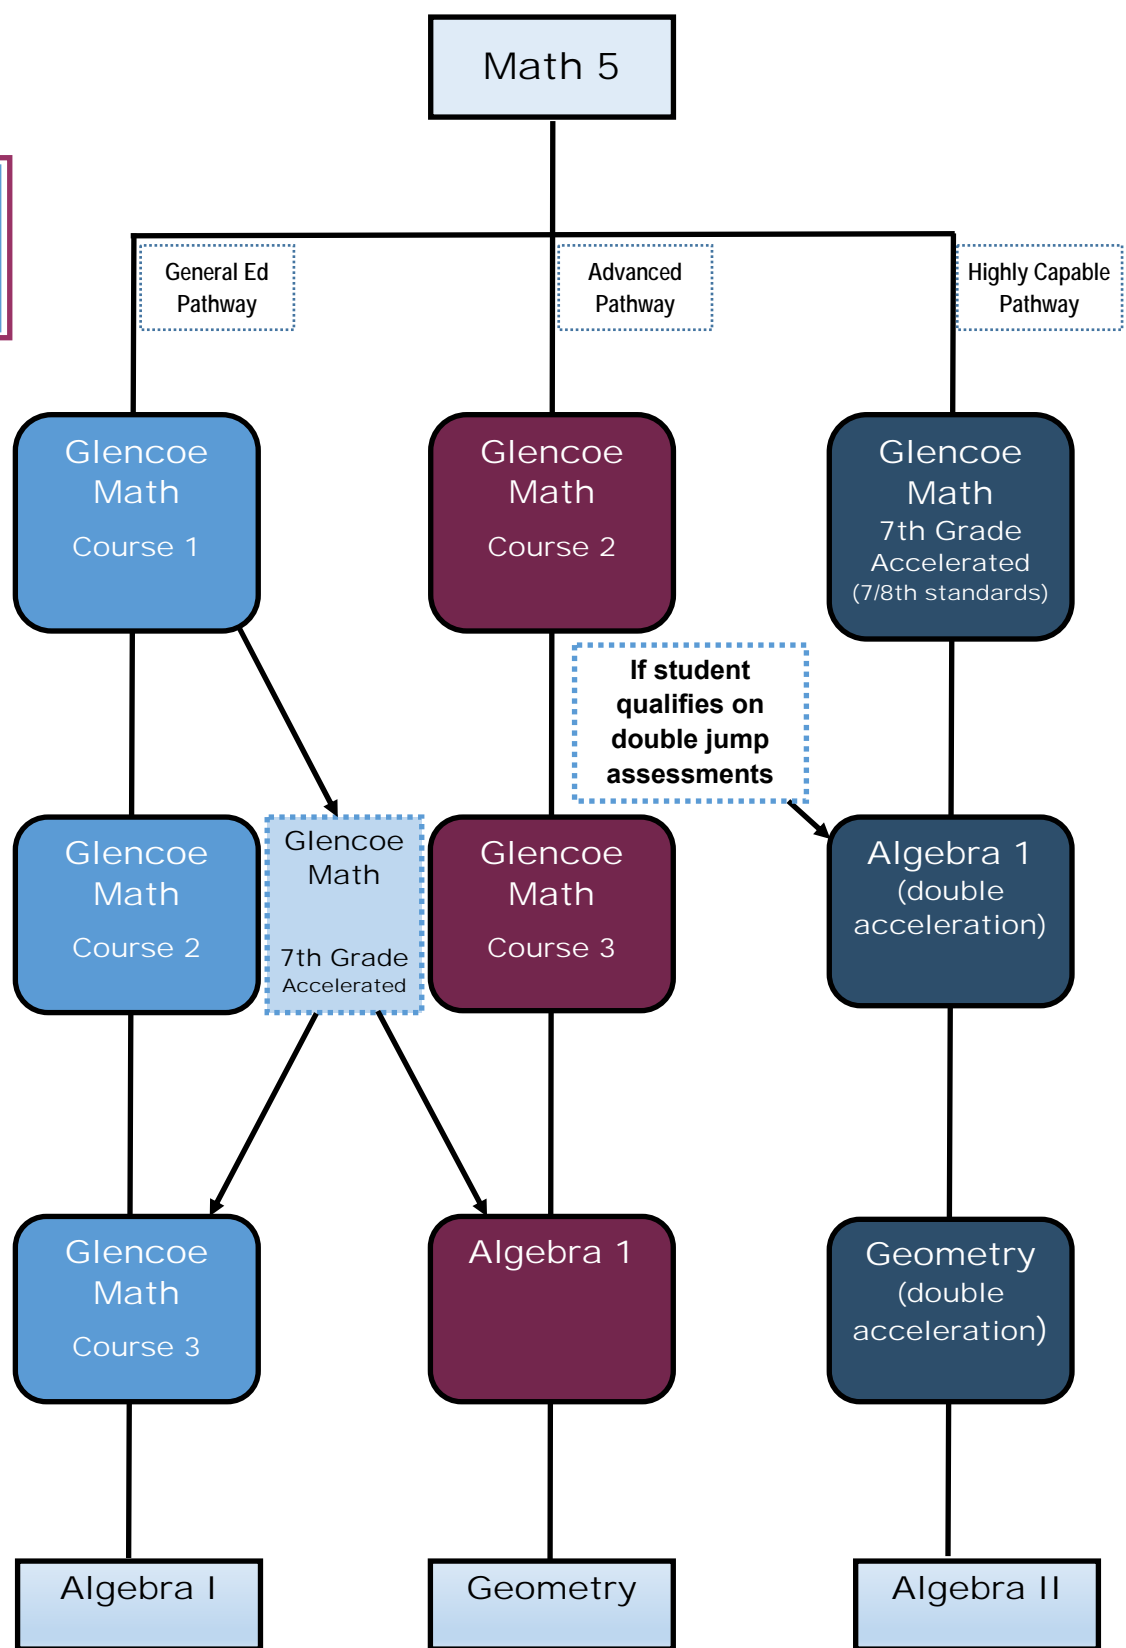 Math 5
General Ed
Pathway
Advanced
Pathway
Highly Capable
Pathway
Glencoe
Math
Course 1
Glencoe
Math
Course 2
Glencoe
Math
7th Grade
Accelerated
(7/8th standards)
If student
qualifies on
double jump
assessments
Glencoe
Math
Course 2
Glencoe
Math
7th Grade
Accelerated
Glencoe
Math
Course 3
Algebra 1
(double
acceleration)
Glencoe
Math
Course 3
Algebra 1
Geometry
(double
acceleration)
Algebra I
Geometry
Algebra II